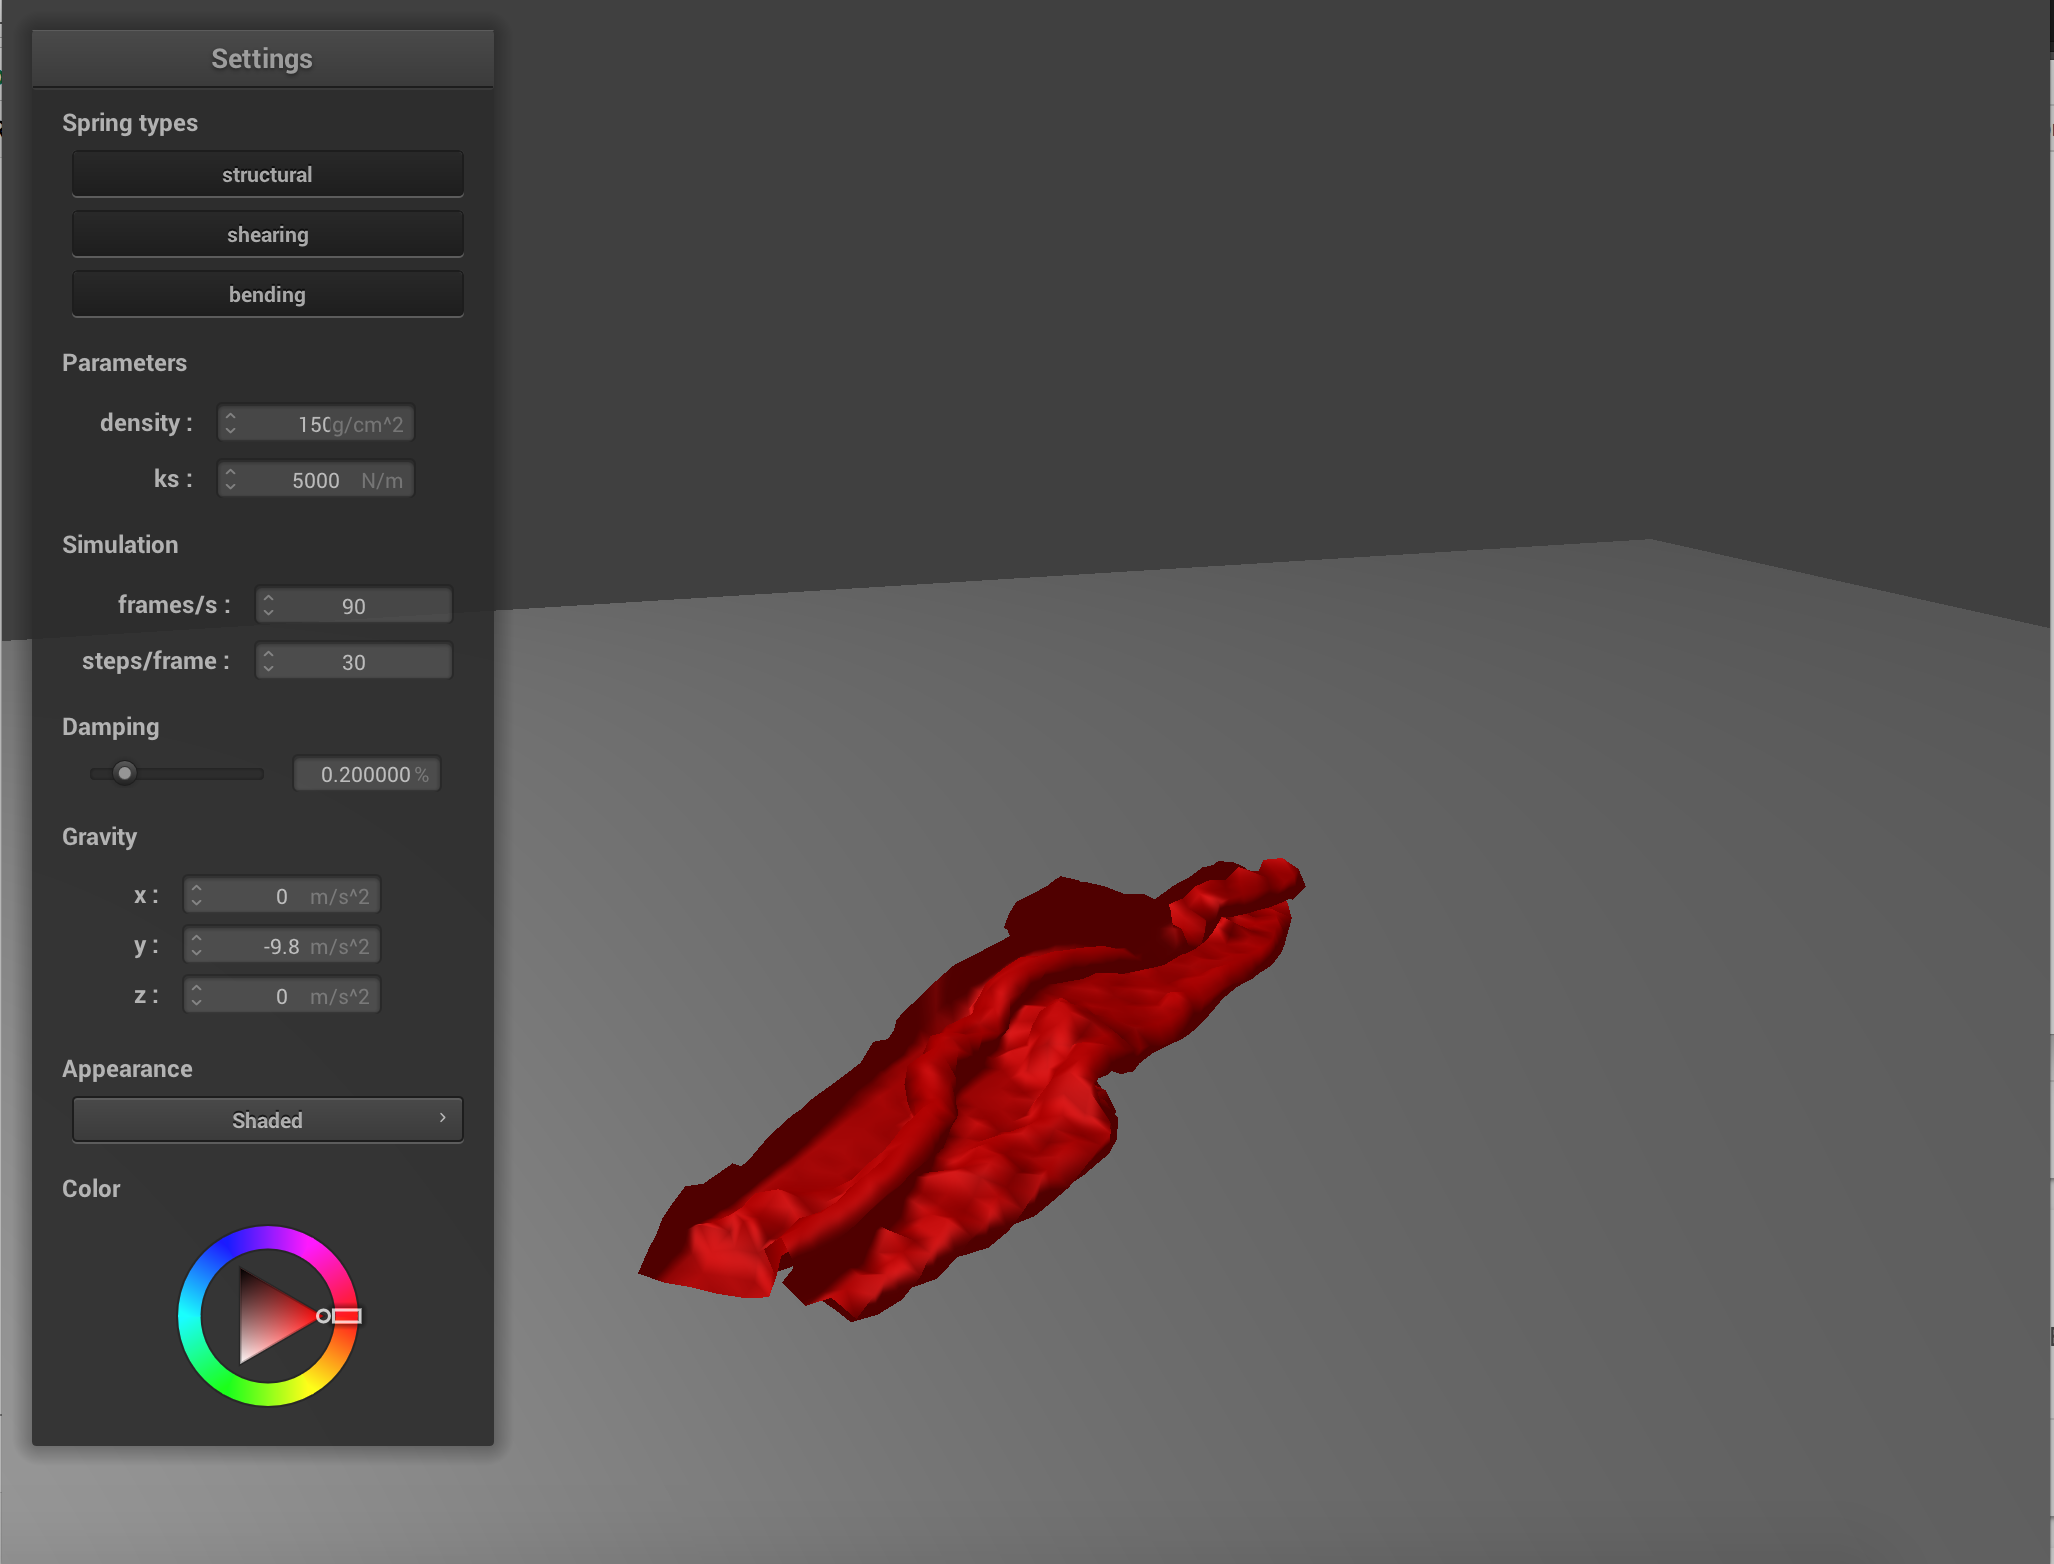 Settings
Spring types
structural
shearing
bending
Parameters
density : 150g/cm^2
ks : 5000 N/m
Simulation
frames/s : 90
steps/frame : 30
Damping
0.200000 %
Gravity
x : 0 m/s^2
y : -9.8 m/s^2
z : 0 m/s^2
Appearance
Shaded
Color